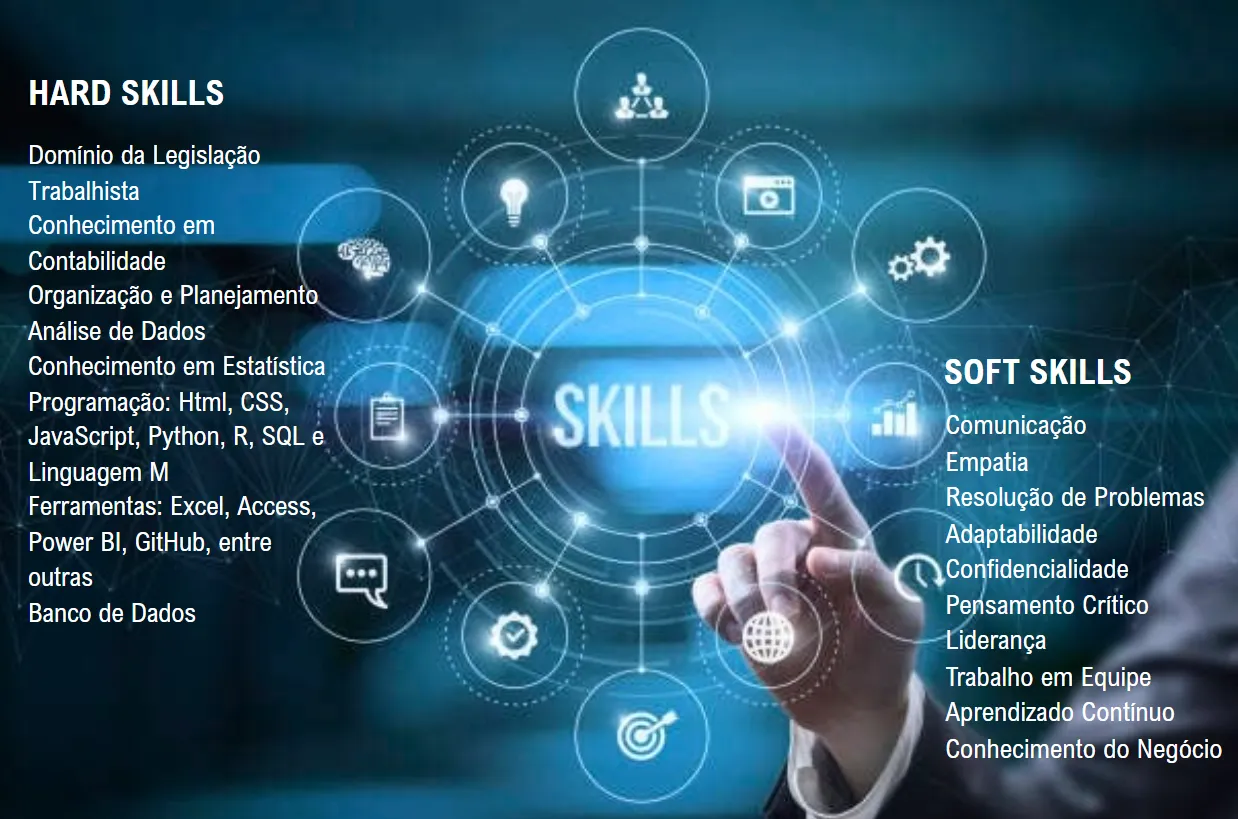 HARD SKILLS
Domínio da Legislação
Trabalhista
Conhecimento em
Contabilidade
Organização e Planejamento
Análise de Dados
Conhecimento em Estatística
Programação: Html, CSS,
JavaScript, Python, R, SQL e
Linguagem M
Ferramentas: Excel, Access,
Power BI, GitHub, entre
outras
Banco de Dados
SKILLS
SOFT SKILLS
Comunicação
Empatia
Resolução de Problemas
Adaptabilidade
Confidencialidade
Pensamento Crítico
Liderança
Trabalho em Equipe
Aprendizado Contínuo
Conhecimento do Negócio